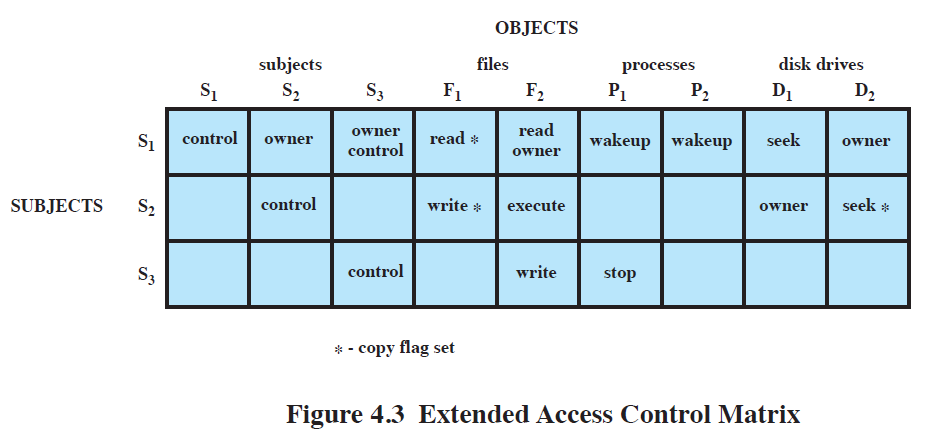 OBJECTS
subjects files processes disk drives
S1 S2 S3 F1 F2 P1 P2 D1 D2
S1 control owner owner control read * read owner wakeup wakeup seek owner
SUBJECTS S2 control write * execute owner seek *
S3 control write stop
* - copy flag set
Figure 4.3 Extended Access Control Matrix